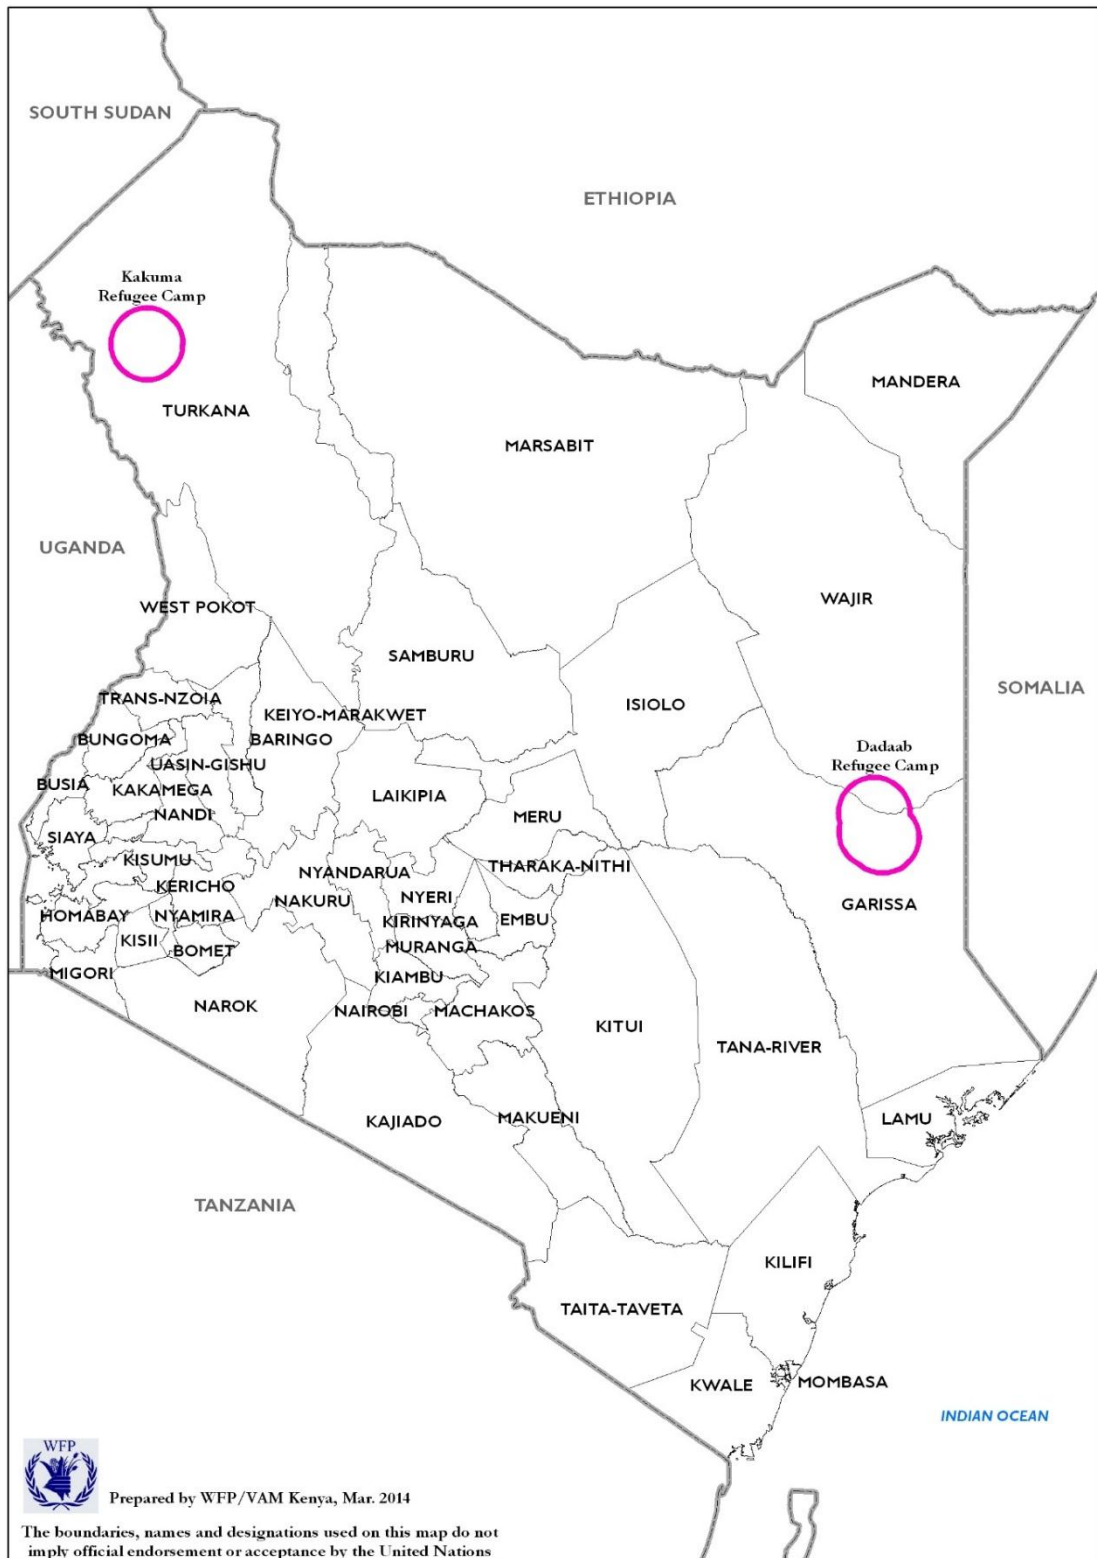 SOUTH SUDAN
ETHIOPIA
Kakuma
Refugee Camp
MANDERA
TURKANA
MARSABIT
UGANDA
WAJIR
WEST POKOT
SAMBURU
SOMALIA
TRANS-NZOIA
ISIOLO
KEIYO-MARAKWET
BUNGOMA
BARINGO
Dadaab
Refugee Camp
UASIN-GISHU
BUSIA
KAKAMEGA
LAIKIPIA
NANDI
MERU
SIAYA
KISUMU
THARAKA-NITHI
NYANDARUA
KERICHO
NYERI
NAKURU
GARISSA
HOMABAY
NYAMIRA
KIRINYAGA
EMBU
KISII
BOMET
MURANGA
MIGORI
KIAMBU
NAROK
NAIROBI
MACHAKOS
KITUI
TANA-RIVER
LAMU
KAJIADO
MAKUENI
TANZANIA
KILIFI
TAITA-TAVETA
KWALE
MOMBASA
INDIAN OCEAN
WFP
Prepared by WFP/VAM Kenya, Mar. 2014
The boundaries, names and designations used on this map do not
imply official endorsement or acceptance by the United Nations